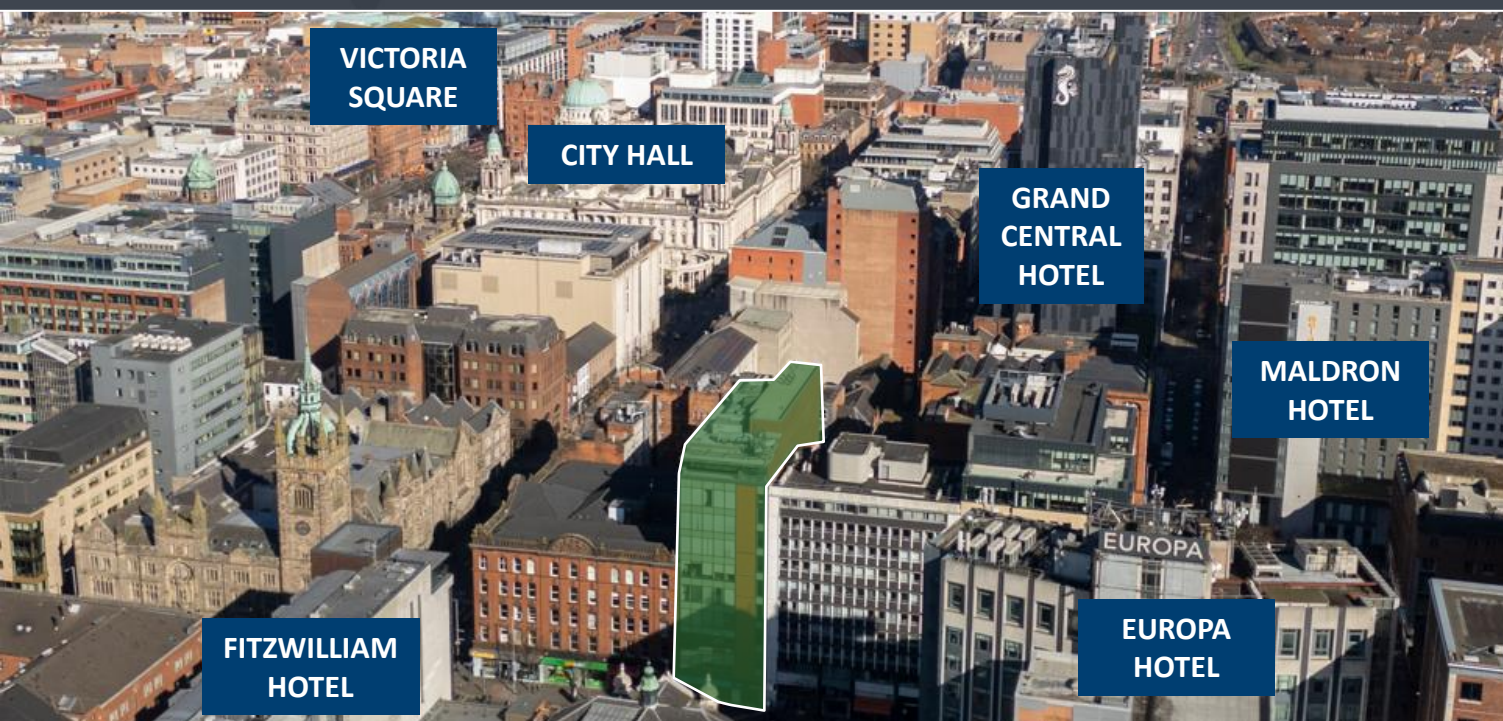 VICTORIA
SQUARE
CITY HALL
GRAND
CENTRAL
HOTEL
MALDRON
HOTEL
EUROPA
FITZWILLIAM
HOTEL
EUROPA
HOTEL